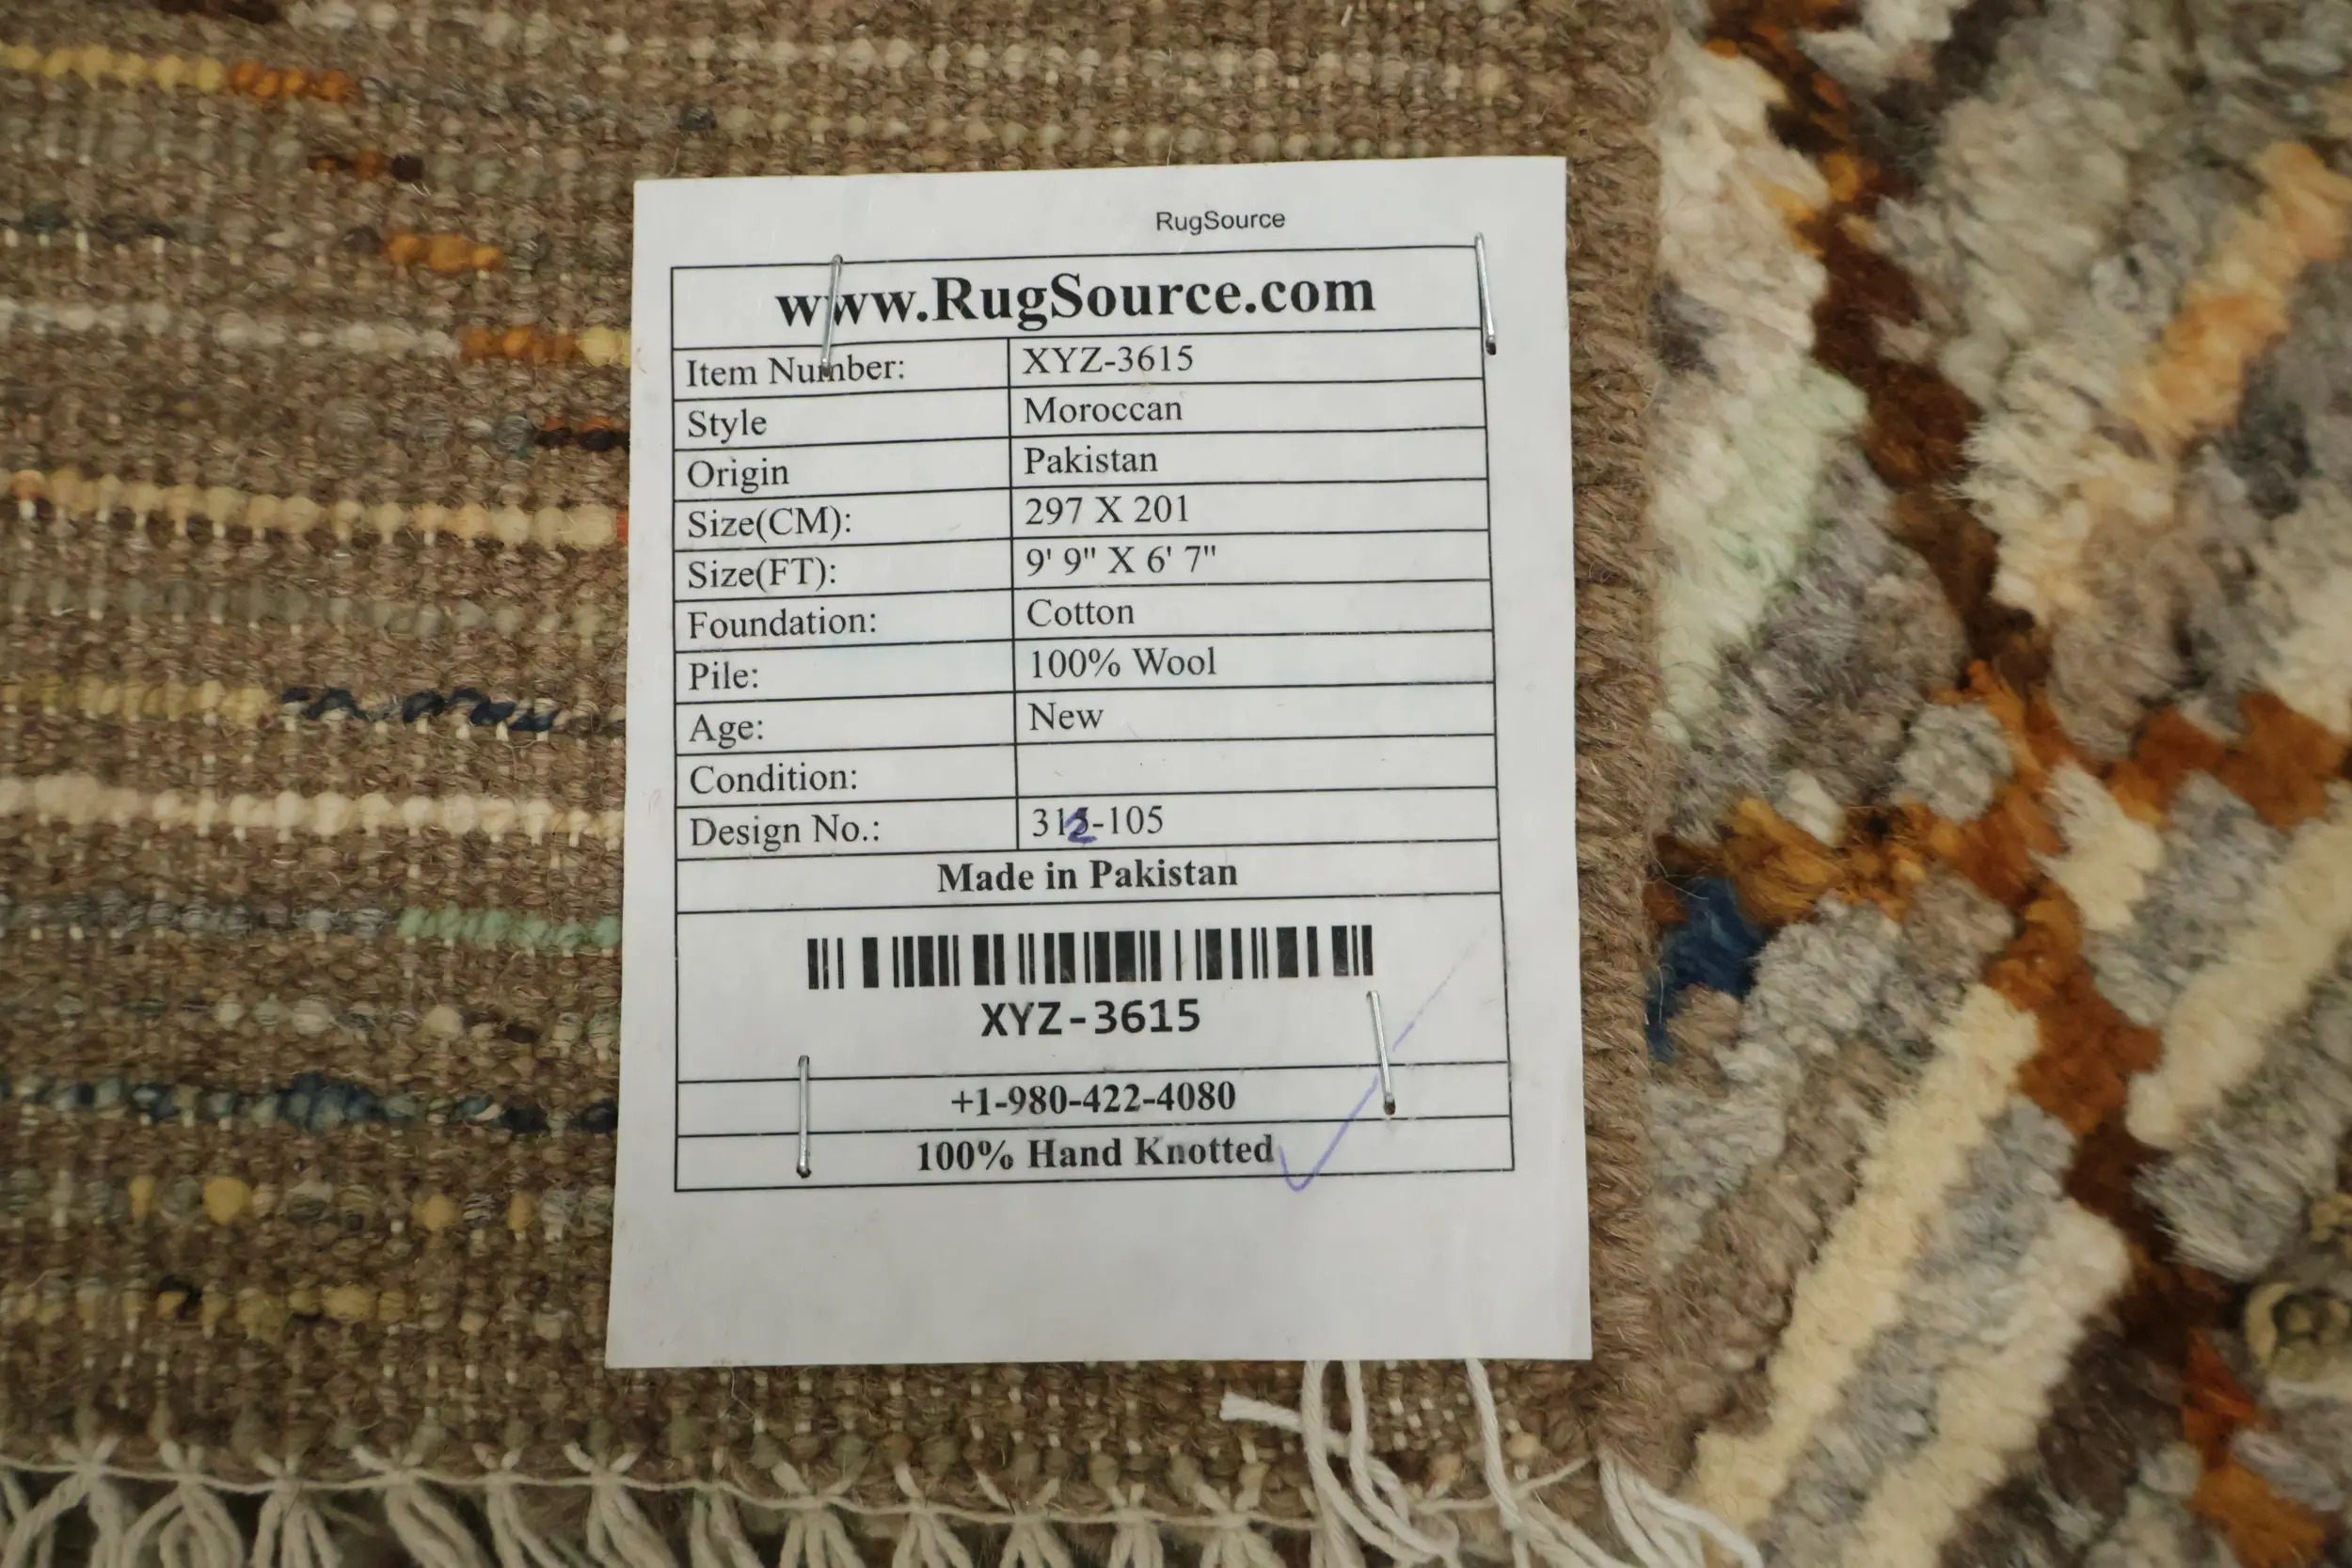 RugSource
www.RugSource.com
Item Number: XYZ-3615
Style Moroccan
Origin Pakistan
Size(CM): 297 X 201
Size(FT): 9' 9" X 6' 7"
Foundation: Cotton
Pile: 100% Wool
Age: New
Condition:
Design No.: 312-105
Made in Pakistan
XYZ-3615
+1-980-422-4080
100% Hand Knotted